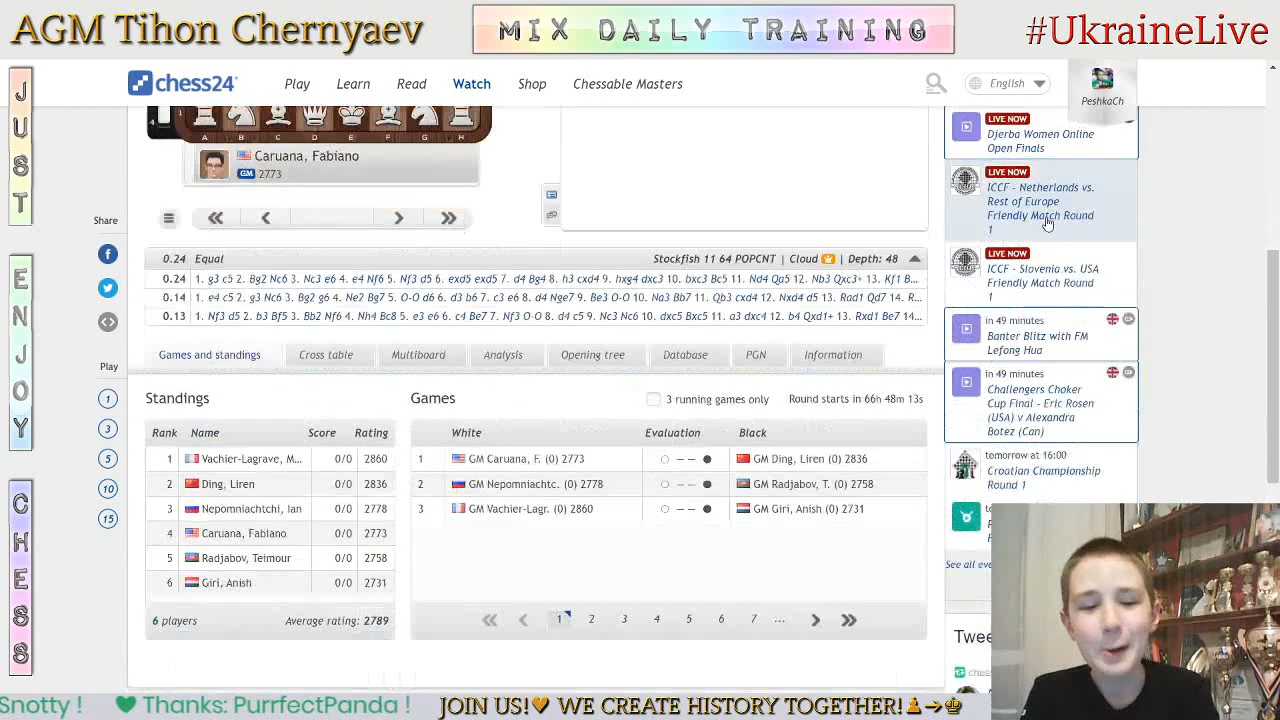 AGM Tihon Chernyaev
MIX DAILY TRAINING
#UkraineLive
JUST
ENJOY
CHESS
chess24
Play
Learn
Read
Watch
Shop
Chessable Masters
English
PeshkaCh
A B C D E F G H
Caruana, Fabiano
GM 2773
Share
0.24 Equal
Stockfish 11 64 POPCNT | Cloud | Depth: 48
0.24 1. g3 c5 2. Bg2 Nc6 3. Nc3 e6 4. e4 Nf6 5. Nf3 d5 6. exd5 exd5 7. d4 Bg4 8. h3 cxd4 9. hxg4 dxc3 10. bxc3 Bc5 11. Nd4 Qa5 12. Nb3 Qxc3+ 13. Kf1 B...
0.14 1. e4 c5 2. g3 Nc6 3. Bg2 g6 4. Ne2 Bg7 5. O-O d6 6. d3 b6 7. c3 e6 8. d4 Nge7 9. Be3 O-O 10. Na3 Bb7 11. Qb3 cxd4 12. Nxd4 d5 13. Rad1 Qd7 14. R...
0.13 1. Nf3 d5 2. b3 Bf5 3. Bb2 Nf6 4. Nh4 Bc8 5. e3 e6 6. c4 Be7 7. Nf3 O-O 8. d4 c5 9. Nc3 Nc6 10. dxc5 Bxc5 11. a3 dxc4 12. b4 Qxd1+ 13. Rxd1 Be7 14...
Games and standings
Cross table
Multiboard
Analysis
Opening tree
Database
PGN
Information
Play
1
3
5
10
15
Standings
Rank Name Score Rating
1 Vachier-Lagrave, M... 0/0 2860
2 Ding, Liren 0/0 2836
3 Nepomniachtchi, Ian 0/0 2778
4 Caruana, Fabiano 0/0 2773
5 Radjabov, Teimour 0/0 2758
6 Giri, Anish 0/0 2731
6 players
Average rating: 2789
Games
3 running games only
Round starts in 66h 48m 13s
White Evaluation Black
1 GM Caruana, F. (0) 2773 -- GM Ding, Liren (0) 2836
2 GM Nepomniachtc. (0) 2778 -- GM Radjabov, T. (0) 2758
3 GM Vachier-Lagr. (0) 2860 -- GM Giri, Anish (0) 2731
1 2 3 4 5 6 7 ...
LIVE NOW
Djerba Women Online
Open Finals
LIVE NOW
ICCF - Netherlands vs.
Rest of Europe
Friendly Match Round
1
LIVE NOW
ICCF - Slovenia vs. USA
Friendly Match Round
1
in 49 minutes
Banter Blitz with FM
Lefong Hua
in 49 minutes
Challengers Choker
Cup Final - Eric Rosen
(USA) v Alexandra
Botez (Can)
tomorrow at 16:00
Croatian Championship
Round 1
See all eve
Twee
chess
Snotty !
Thanks: PurrfectPanda !
JOIN US!♥ WE CREATE HISTORY TOGETHER!♟→♚